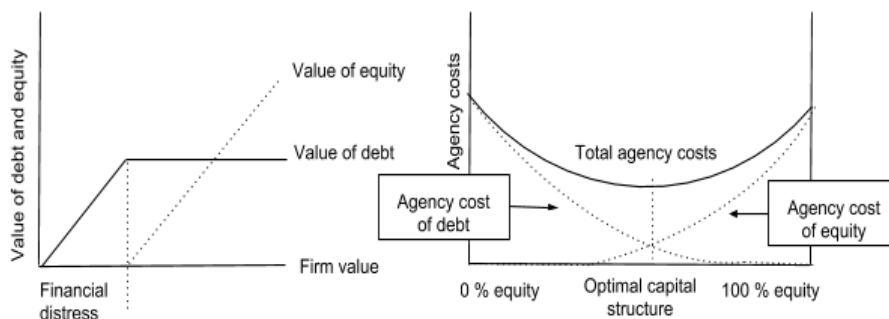 Value of debt and equity
Value of equity
Value of debt
Firm value
Financial
distress
Agency costs
Total agency costs
Agency cost
of debt
Agency cost
of equity
0 % equity
Optimal capital
structure
100 % equity